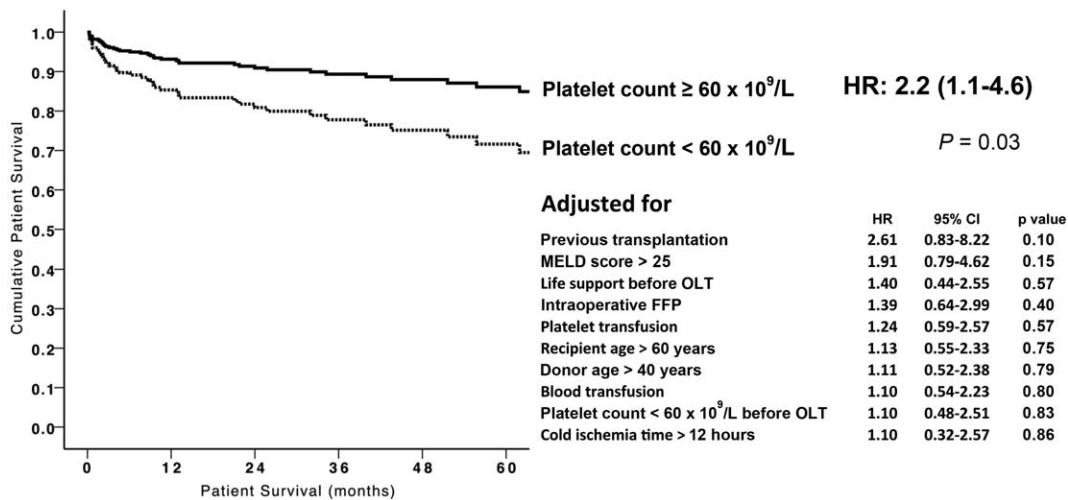 1.0
0.9
0.8
0.7
0.6
0.5
0.4
0.3
0.2
0.1
0.0
Cumulative Patient Survival
0 12 24 36 48 60
Patient Survival (months)
Platelet count ≥ 60 x 10⁹/L
HR: 2.2 (1.1-4.6)
Platelet count < 60 x 10⁹/L
P = 0.03
Adjusted for
HR 95% CI p value
Previous transplantation 2.61 0.83-8.22 0.10
MELD score > 25 1.91 0.79-4.62 0.15
Life support before OLT 1.40 0.44-2.55 0.57
Intraoperative FFP 1.39 0.64-2.99 0.40
Platelet transfusion 1.24 0.59-2.57 0.57
Recipient age > 60 years 1.13 0.55-2.33 0.75
Donor age > 40 years 1.11 0.52-2.38 0.79
Blood transfusion 1.10 0.54-2.23 0.80
Platelet count < 60 x 10⁹/L before OLT 1.10 0.48-2.51 0.83
Cold ischemia time > 12 hours 1.10 0.32-2.57 0.86